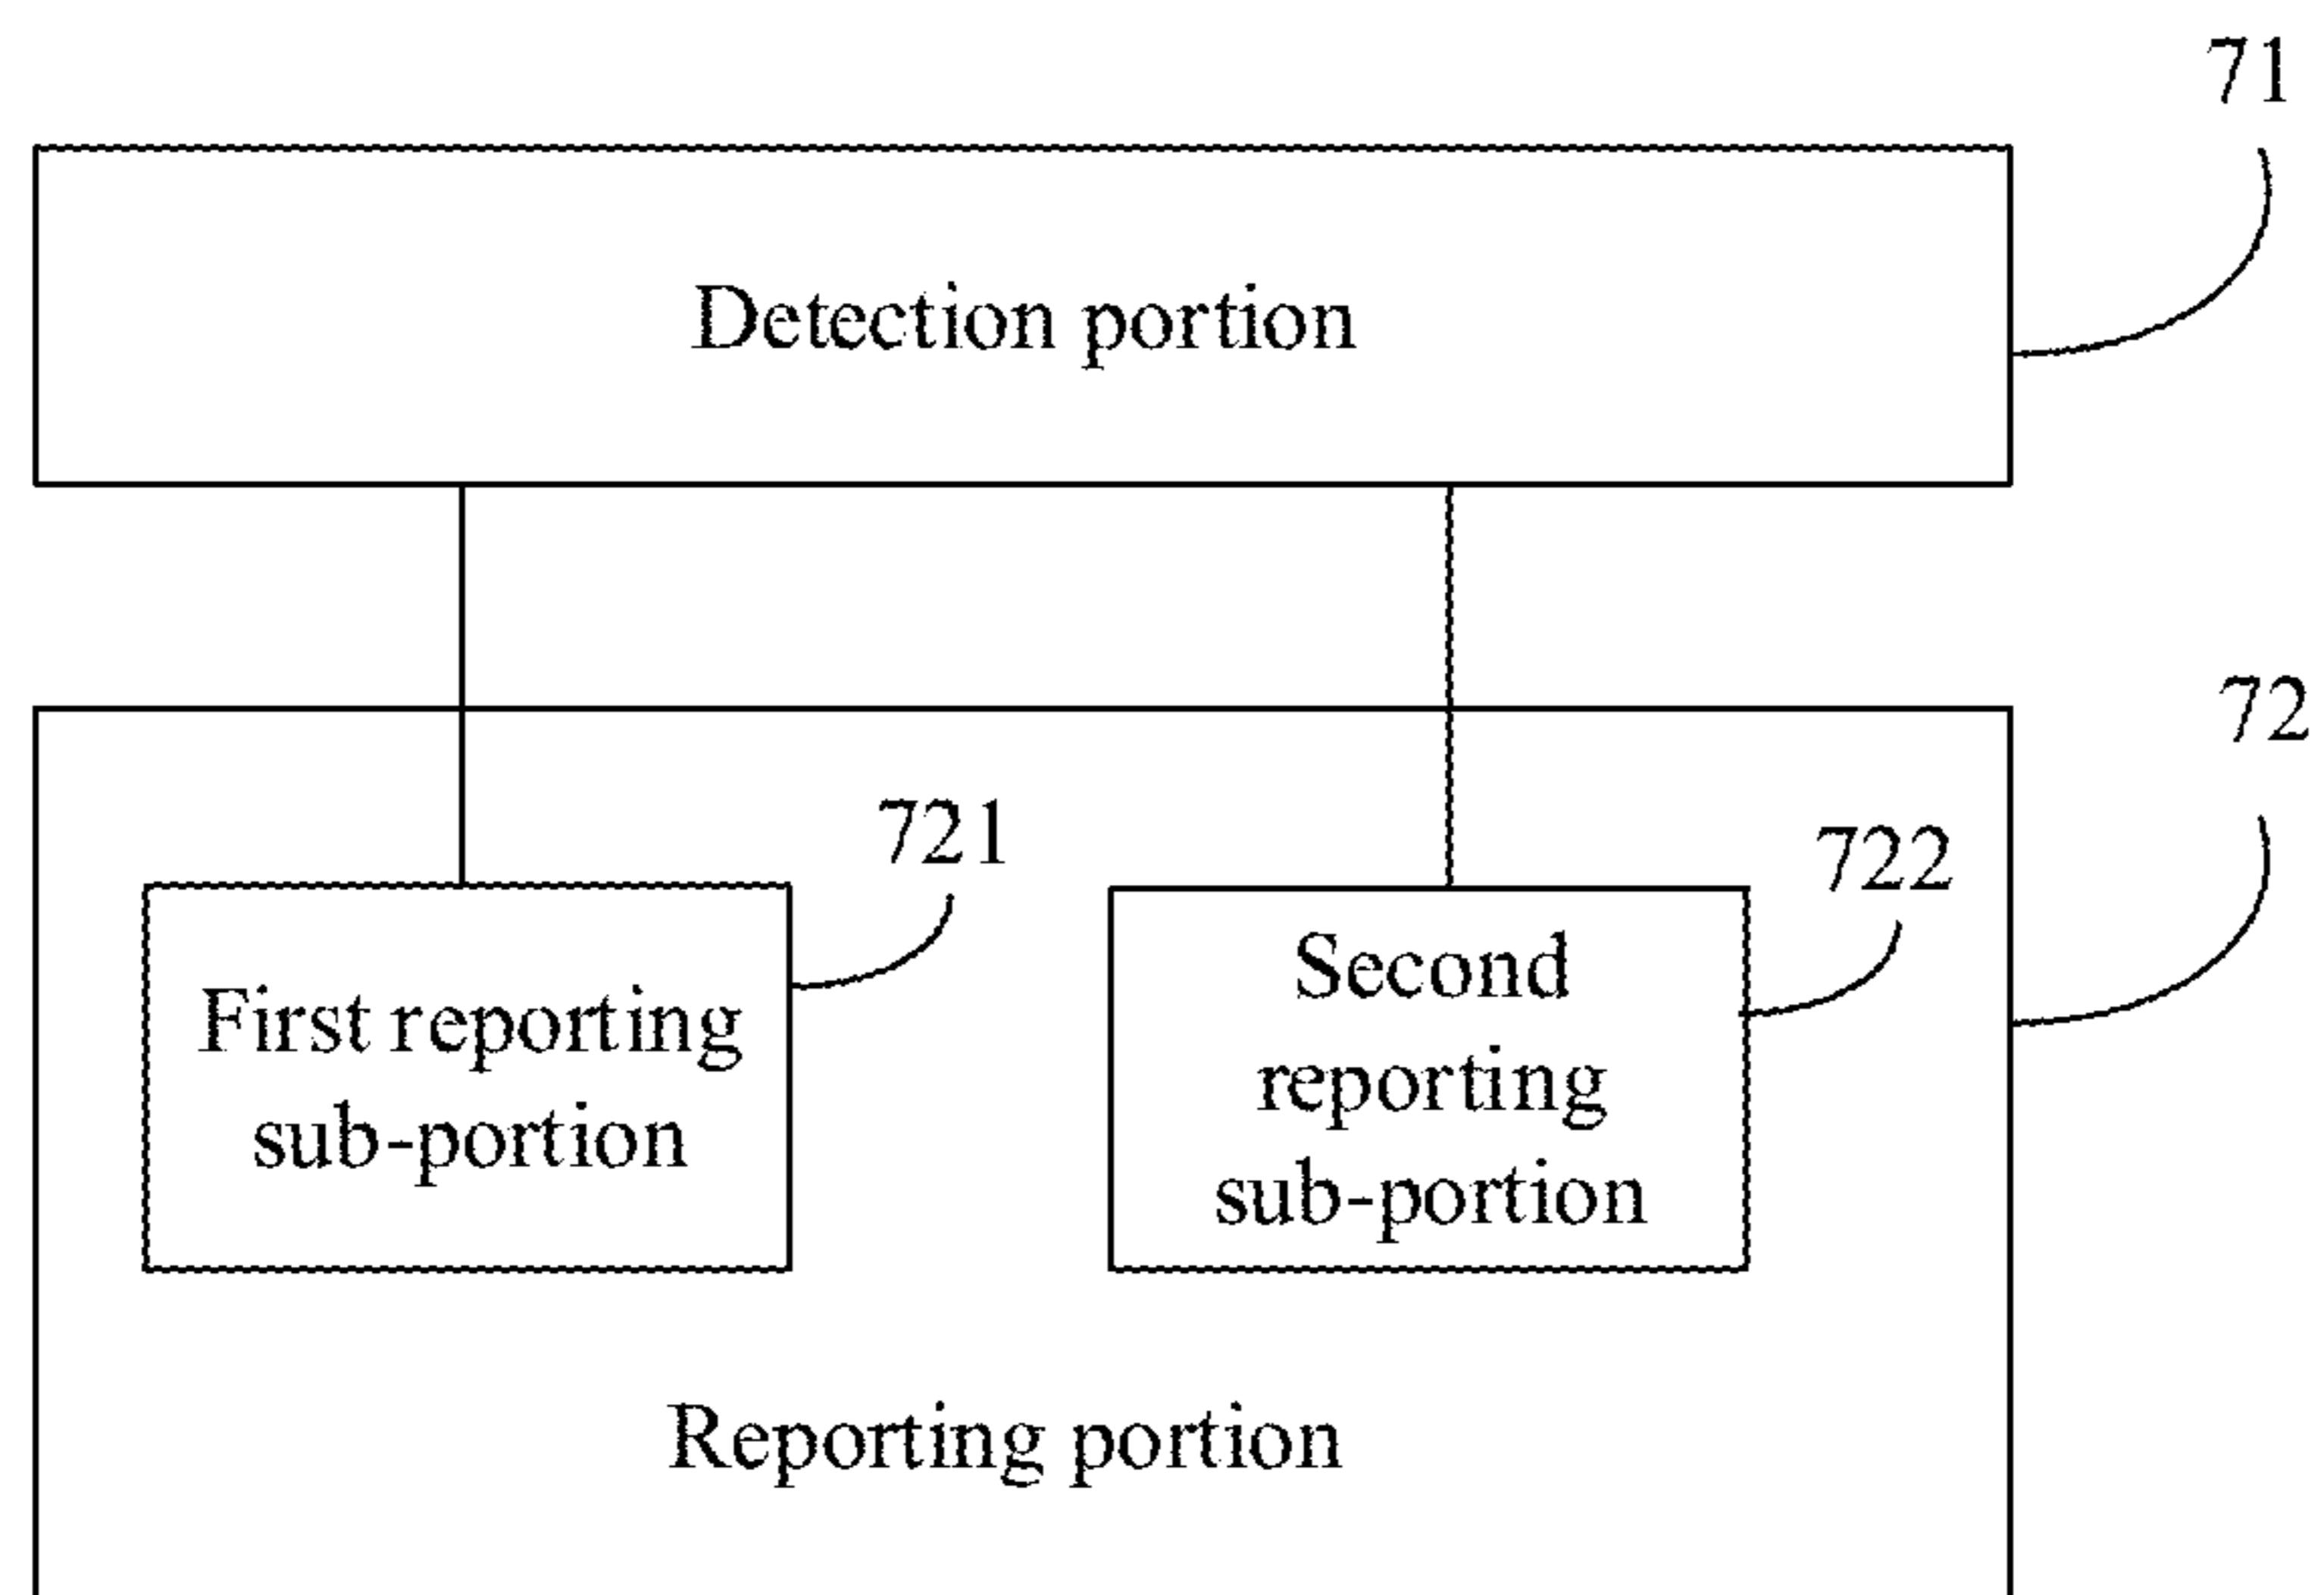 71
Detection portion
72
721
722
First reporting
sub-portion
Second
reporting
sub-portion
Reporting portion